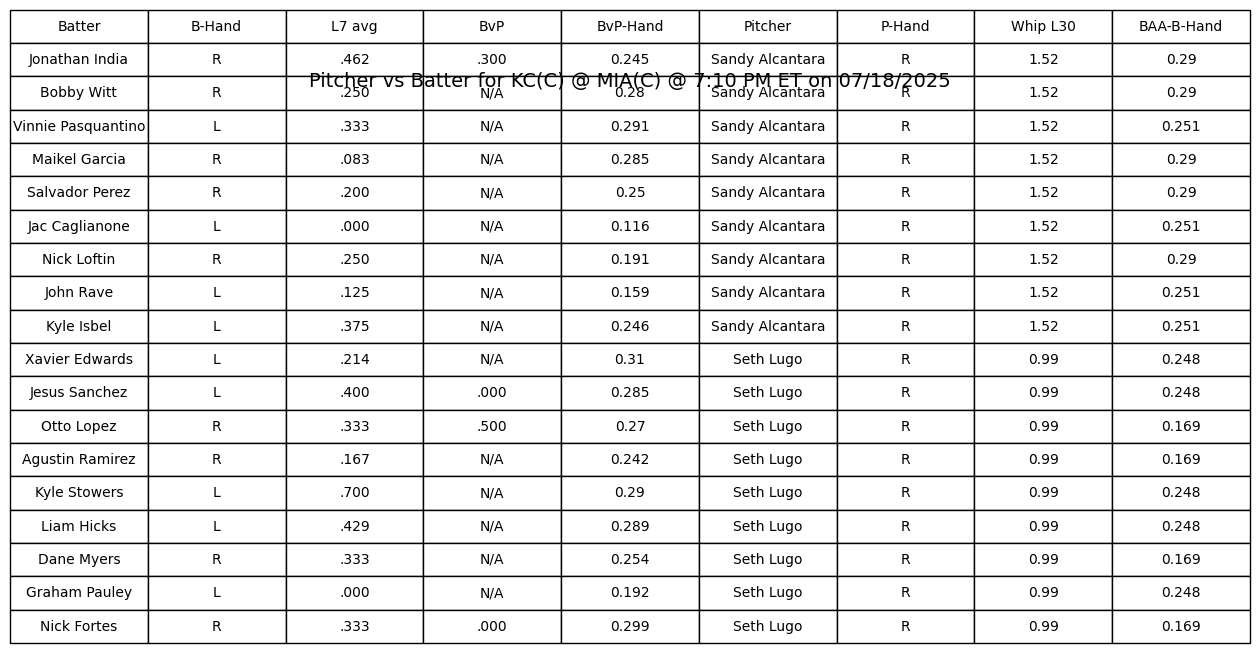 Batter B-Hand L7 avg BvP BvP-Hand Pitcher P-Hand Whip L30 BAA-B-Hand
Jonathan India R .462 .300 0.245 Sandy Alcantara R 1.52 0.29
Pitcher vs Batter for KC(C) @ MIA(C) @ 7:10 PM ET on 07/18/2025
Bobby Witt R .250 N/A 0.28 Sandy Alcantara R 1.52 0.29
Vinnie Pasquantino L .333 N/A 0.291 Sandy Alcantara R 1.52 0.251
Maikel Garcia R .083 N/A 0.285 Sandy Alcantara R 1.52 0.29
Salvador Perez R .200 N/A 0.25 Sandy Alcantara R 1.52 0.29
Jac Caglianone L .000 N/A 0.116 Sandy Alcantara R 1.52 0.251
Nick Loftin R .250 N/A 0.191 Sandy Alcantara R 1.52 0.29
John Rave L .125 N/A 0.159 Sandy Alcantara R 1.52 0.251
Kyle Isbel L .375 N/A 0.246 Sandy Alcantara R 1.52 0.251
Xavier Edwards L .214 N/A 0.31 Seth Lugo R 0.99 0.248
Jesus Sanchez L .400 .000 0.285 Seth Lugo R 0.99 0.248
Otto Lopez R .333 .500 0.27 Seth Lugo R 0.99 0.169
Agustin Ramirez R .167 N/A 0.242 Seth Lugo R 0.99 0.169
Kyle Stowers L .700 N/A 0.29 Seth Lugo R 0.99 0.248
Liam Hicks L .429 N/A 0.289 Seth Lugo R 0.99 0.248
Dane Myers R .333 N/A 0.254 Seth Lugo R 0.99 0.169
Graham Pauley L .000 N/A 0.192 Seth Lugo R 0.99 0.248
Nick Fortes R .333 .000 0.299 Seth Lugo R 0.99 0.169